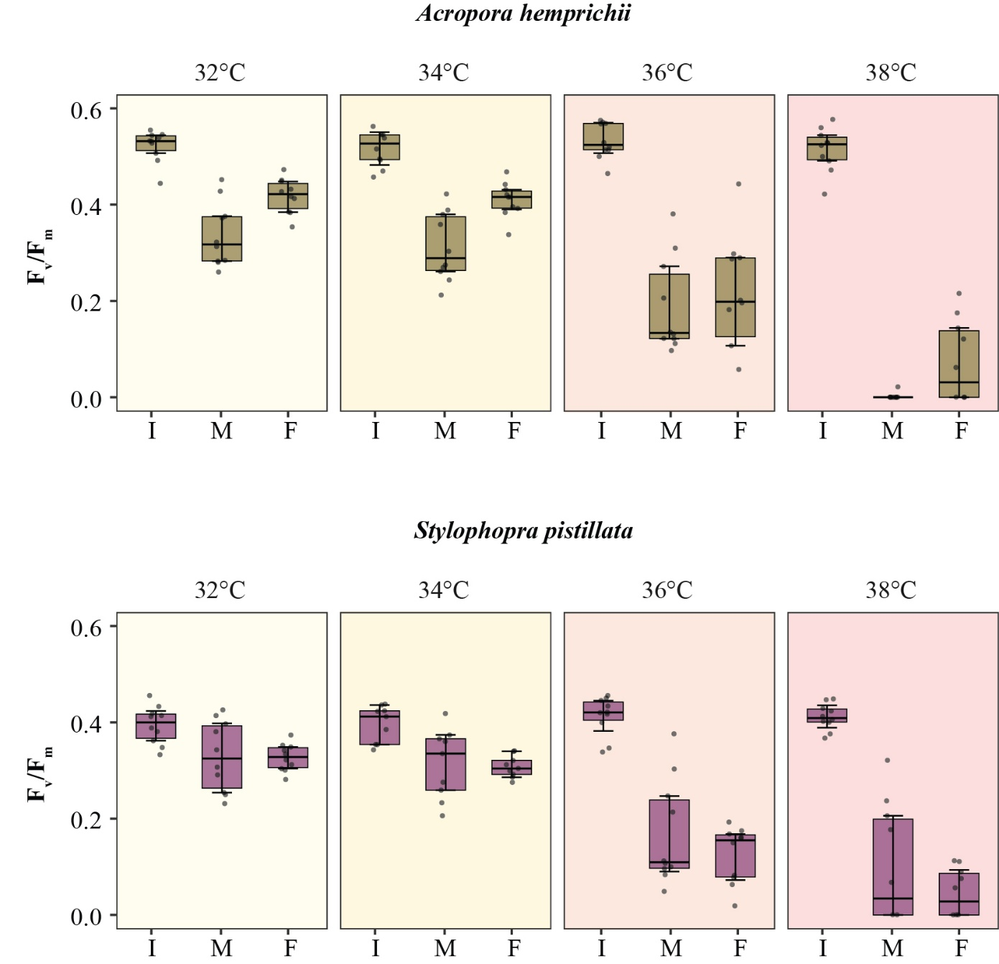 Acropora hemprichii
32°C 34°C 36°C 38°C
0.6
0.4
0.2
0.0
Fv/Fm
I M F I M F I M F I M F
Stylophopra pistillata
32°C 34°C 36°C 38°C
0.6
0.4
0.2
0.0
Fv/Fm
I M F I M F I M F I M F